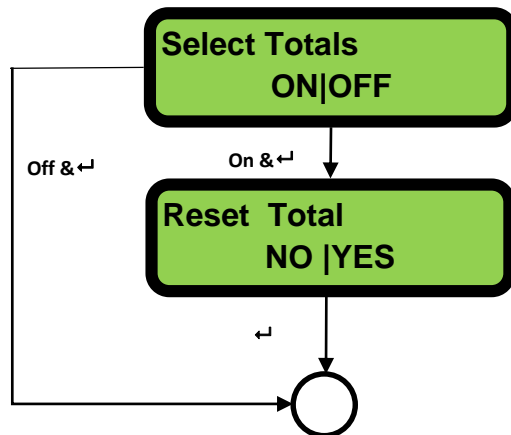 Select Totals
ON|OFF
Off & ↵
On & ↵
Reset Total
NO |YES
↵